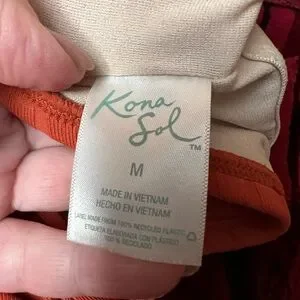 Kona
Sol™
M
MADE IN VIETNAM
HECHO EN VIETNAM
LABEL MADE FROM 100% RECYCLED PLASTIC
ETIQUETA ELABORADA CON PLÁSTICO
100 % RECICLADO